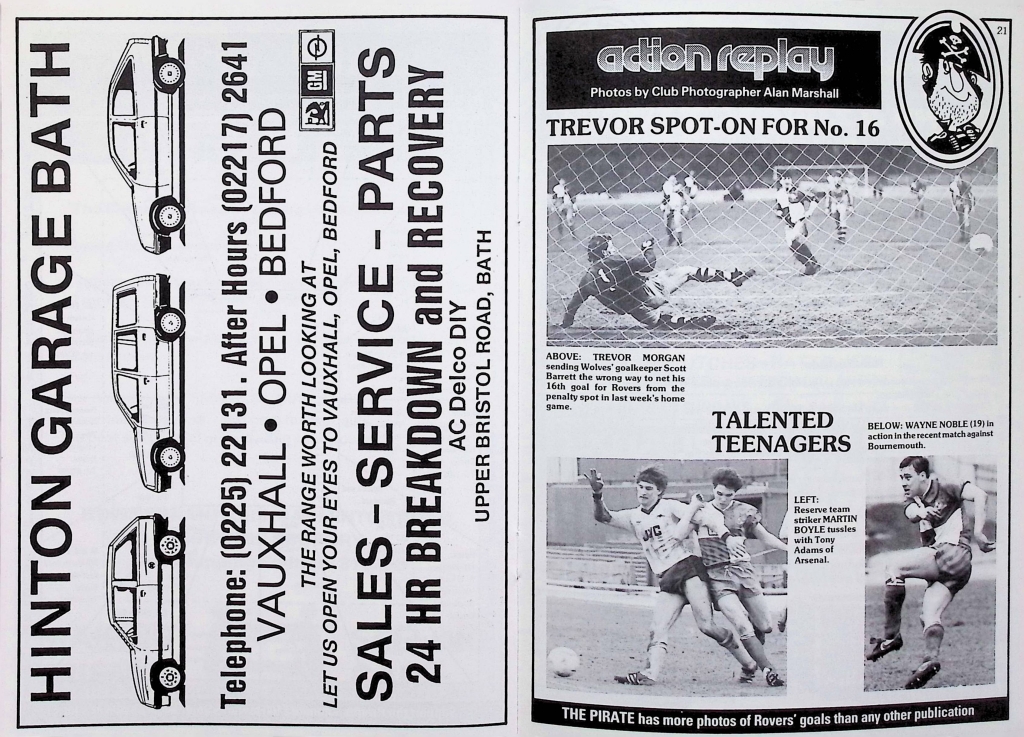 HINTON GARAGE BATH
Telephone: (0225) 22131. After Hours (02217) 2641
VAUXHALL • OPEL • BEDFORD
THE RANGE WORTH LOOKING AT
LET US OPEN YOUR EYES TO VAUXHALL, OPEL, BEDFORD
GM
SALES – SERVICE – PARTS
24 HR BREAKDOWN and RECOVERY
AC Delco DIY
UPPER BRISTOL ROAD, BATH
21
action replay
Photos by Club Photographer Alan Marshall
TREVOR SPOT-ON FOR No. 16
ABOVE: TREVOR MORGAN
sending Wolves' goalkeeper Scott
Barrett the wrong way to net his
16th goal for Rovers from the
penalty spot in last week's home
game.
TALENTED
TEENAGERS
BELOW: WAYNE NOBLE (19) in
action in the recent match against
Bournemouth.
JVC
LEFT:
Reserve team
striker MARTIN
BOYLE tussles
with Tony
Adams of
Arsenal.
THE PIRATE has more photos of Rovers' goals than any other publication